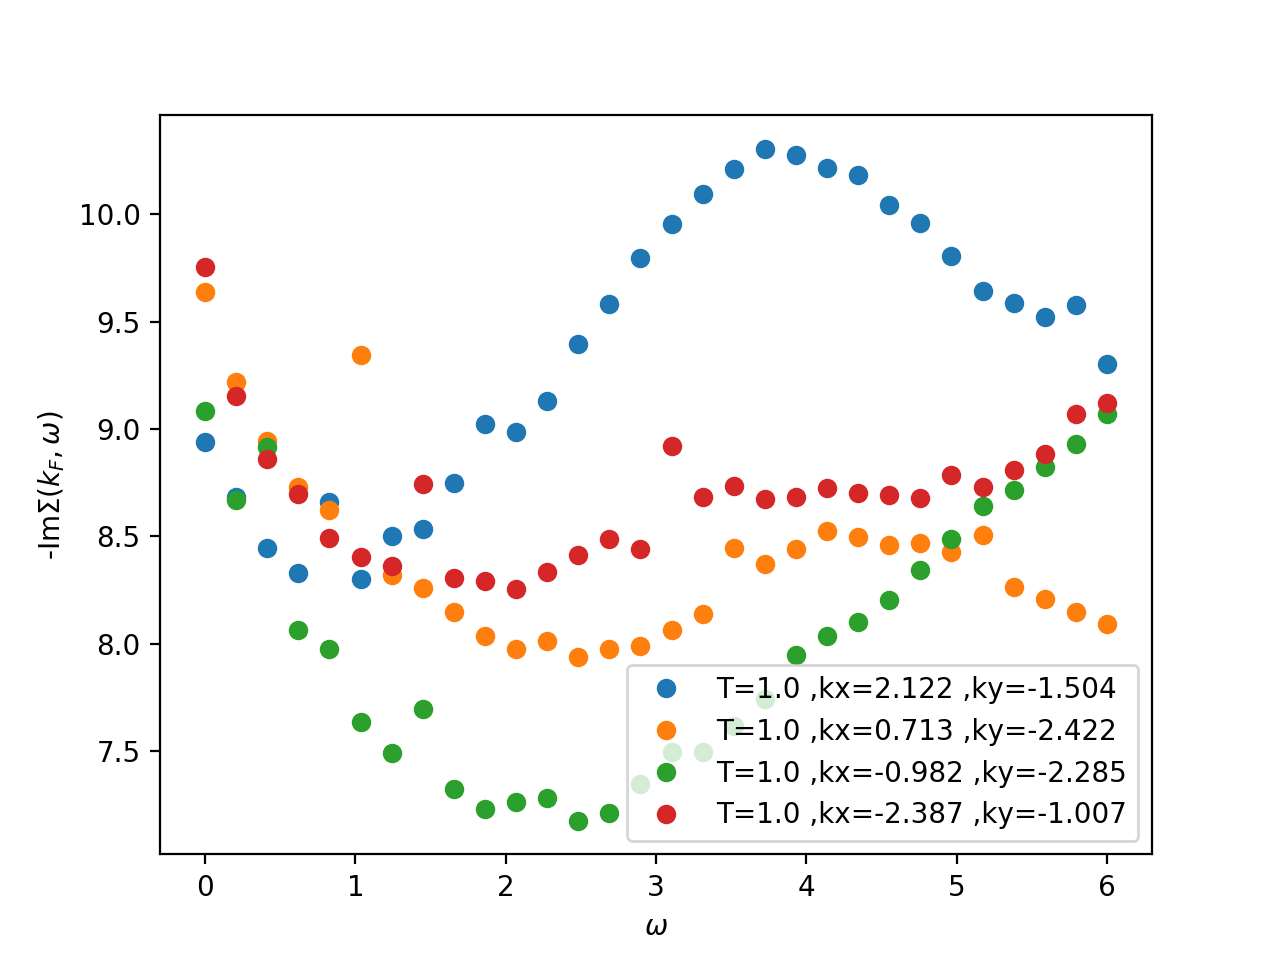 10.0
9.5
9.0
8.5
8.0
7.5
-ImΣ(k_F, ω)
T=1.0 ,kx=2.122 ,ky=-1.504
T=1.0 ,kx=0.713 ,ky=-2.422
T=1.0 ,kx=-0.982 ,ky=-2.285
T=1.0 ,kx=-2.387 ,ky=-1.007
0 1 2 3 4 5 6
ω